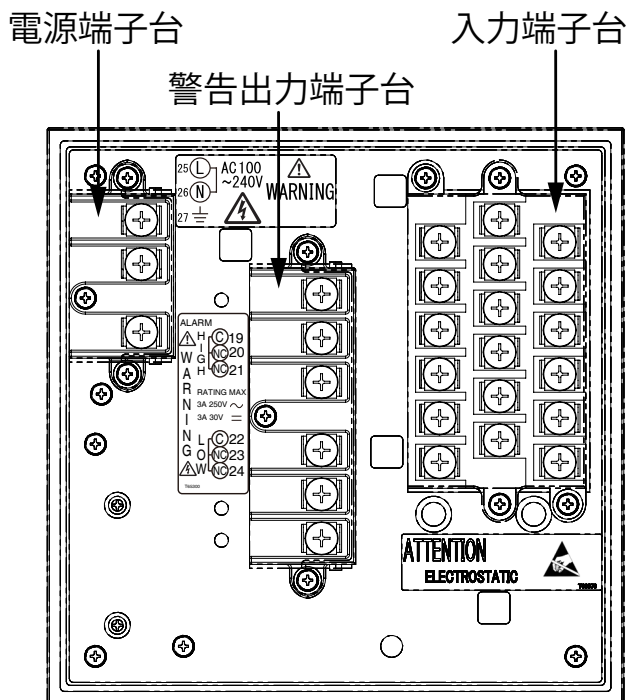 電源端子台
入力端子台
警告出力端子台
25 L AC100
26 N ~240V
27
WARNING
ALARM
HIGH
C 19
NC 20
NC 21
WARNING
RATING MAX
3A 250V
3A 30V
LOW
C 22
NC 23
NC 24
ATTENTION
ELECTROSTATIC